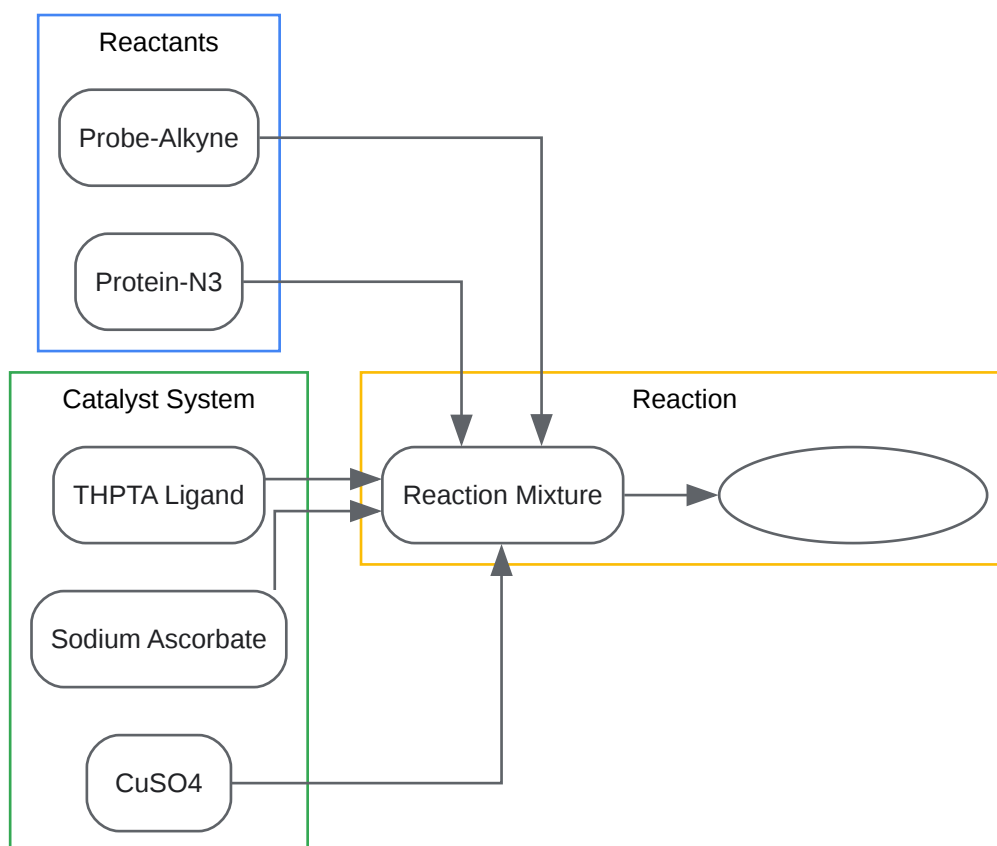 Reactants
Probe-Alkyne
Protein-N3
Catalyst System
THPTA Ligand
Sodium Ascorbate
CuSO4
Reaction
Reaction Mixture